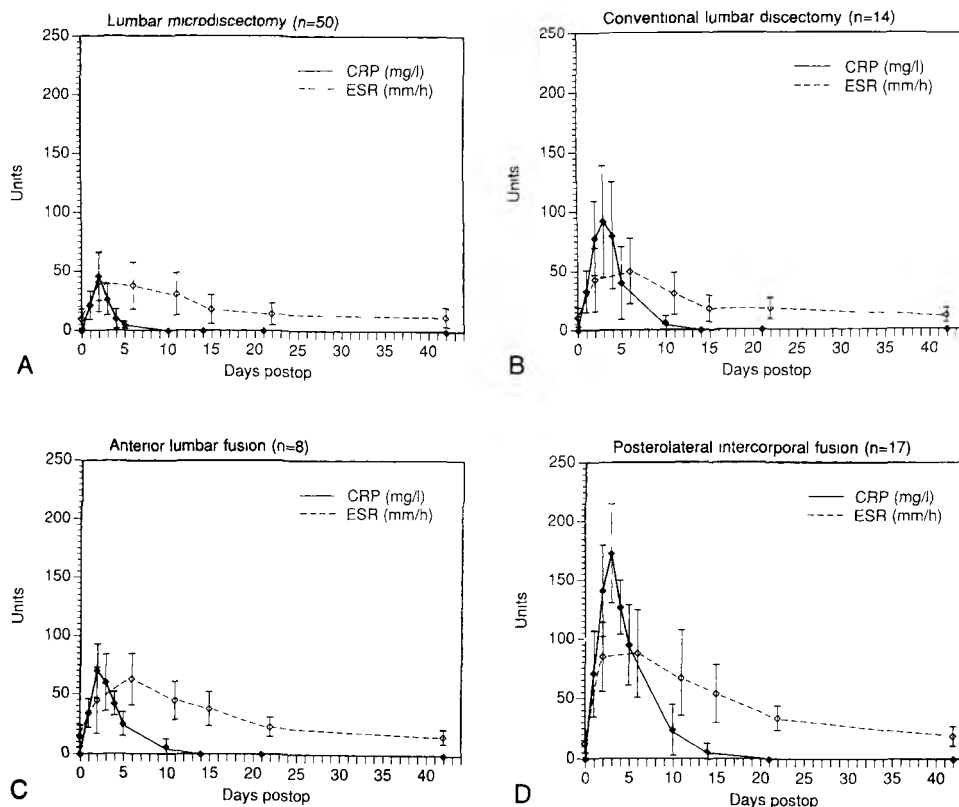 Lumbar microdiscectomy (n=50)
250
200
150
100
50
0
Units
CRP (mg/l)
ESR (mm/h)
0 5 10 15 20 25 30 35 40
Days postop
A
Conventional lumbar discectomy (n=14)
250
200
150
100
50
0
Units
CRP (mg/l)
ESR (mm/h)
0 5 10 15 20 25 30 35 40
Days postop
B
Anterior lumbar fusion (n=8)
250
200
150
100
50
0
Units
CRP (mg/l)
ESR (mm/h)
0 5 10 15 20 25 30 35 40
Days postop
C
Posterolateral intercorporal fusion (n=17)
250
200
150
100
50
0
Units
CRP (mg/l)
ESR (mm/h)
0 5 10 15 20 25 30 35 40
Days postop
D